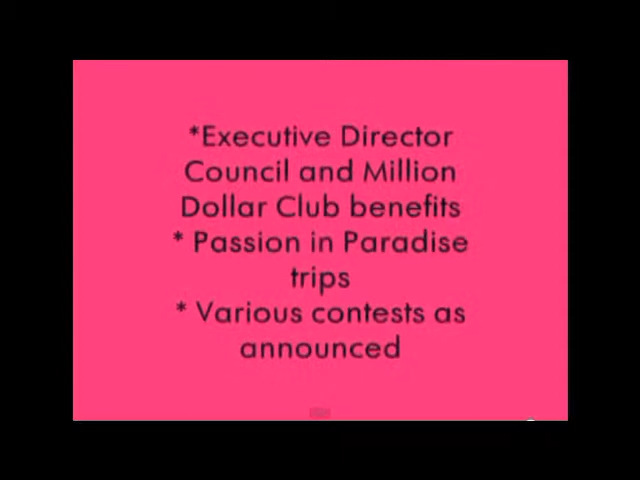 *Executive Director
Council and Million
Dollar Club benefits
* Passion in Paradise
trips
* Various contests as
announced